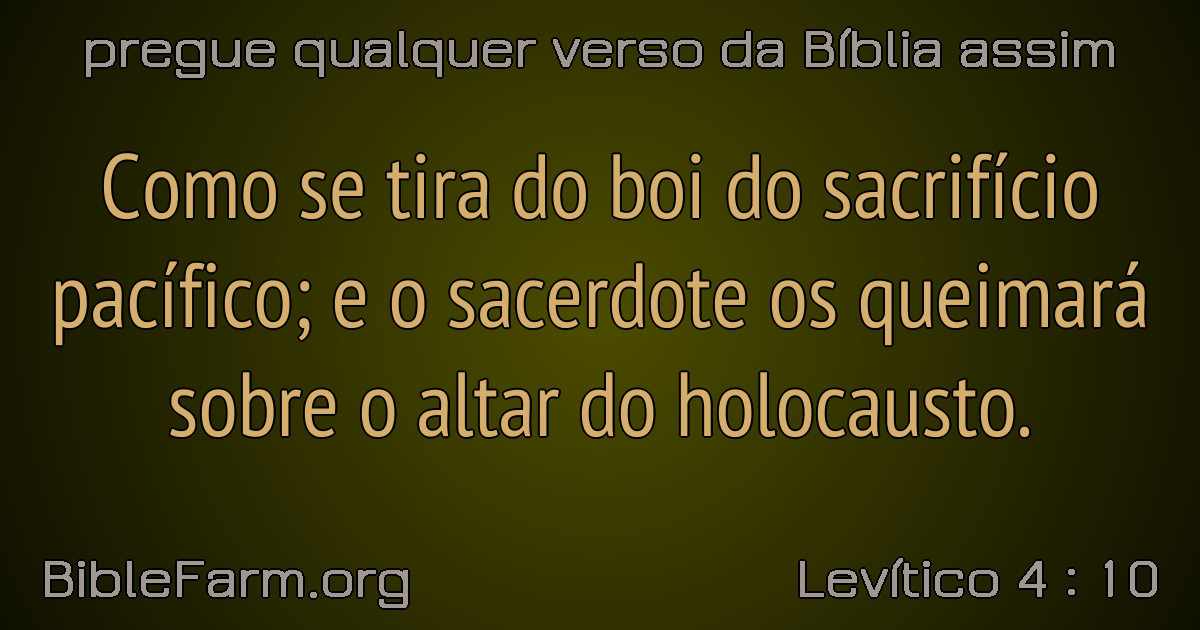 pregue qualquer verso da Bíblia assim
Como se tira do boi do sacrifício
pacífico; e o sacerdote os queimará
sobre o altar do holocausto.
BibleFarm.org
Levítico 4 : 10